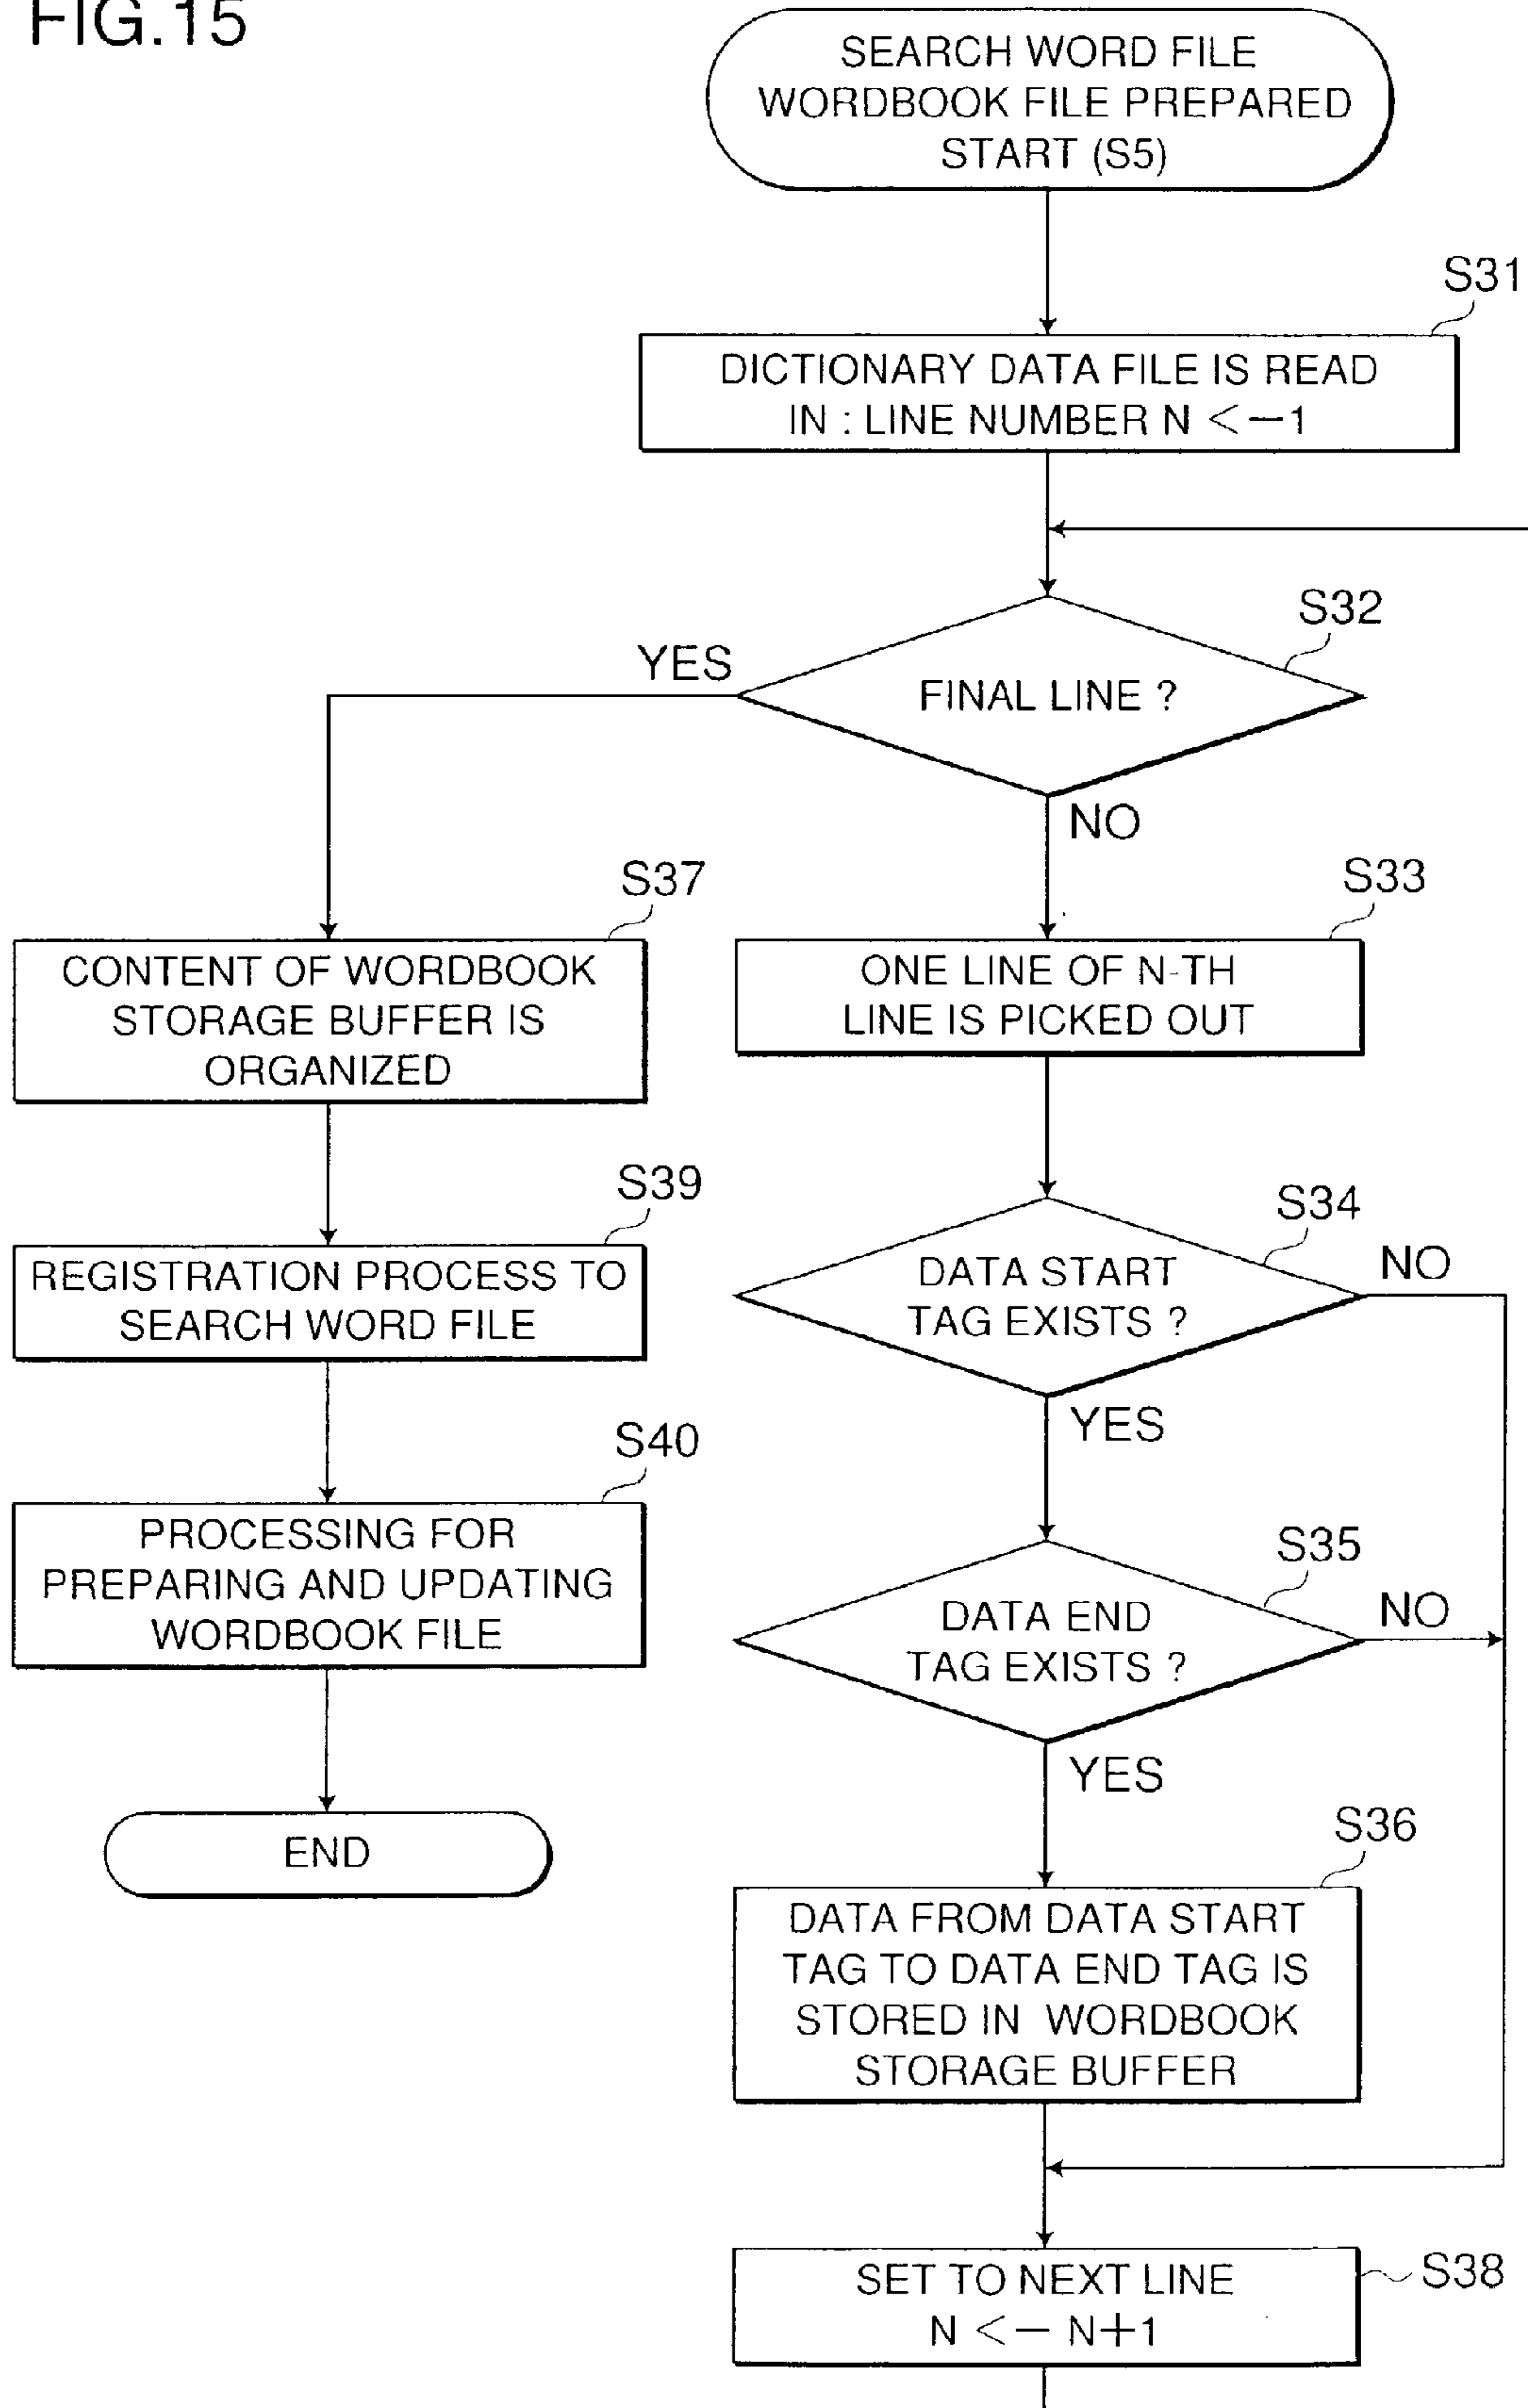 FIG.15
SEARCH WORD FILE
WORDBOOK FILE PREPARED
START (S5)
S31
DICTIONARY DATA FILE IS READ
IN : LINE NUMBER N <−1
S32
YES
FINAL LINE ?
NO
S37
CONTENT OF WORDBOOK
STORAGE BUFFER IS
ORGANIZED
S33
ONE LINE OF N-TH
LINE IS PICKED OUT
S39
REGISTRATION PROCESS TO
SEARCH WORD FILE
S34
DATA START
TAG EXISTS ?
NO
YES
S40
PROCESSING FOR
PREPARING AND UPDATING
WORDBOOK FILE
S35
DATA END
TAG EXISTS ?
NO
YES
END
S36
DATA FROM DATA START
TAG TO DATA END TAG IS
STORED IN WORDBOOK
STORAGE BUFFER
S38
SET TO NEXT LINE
N <− N+1